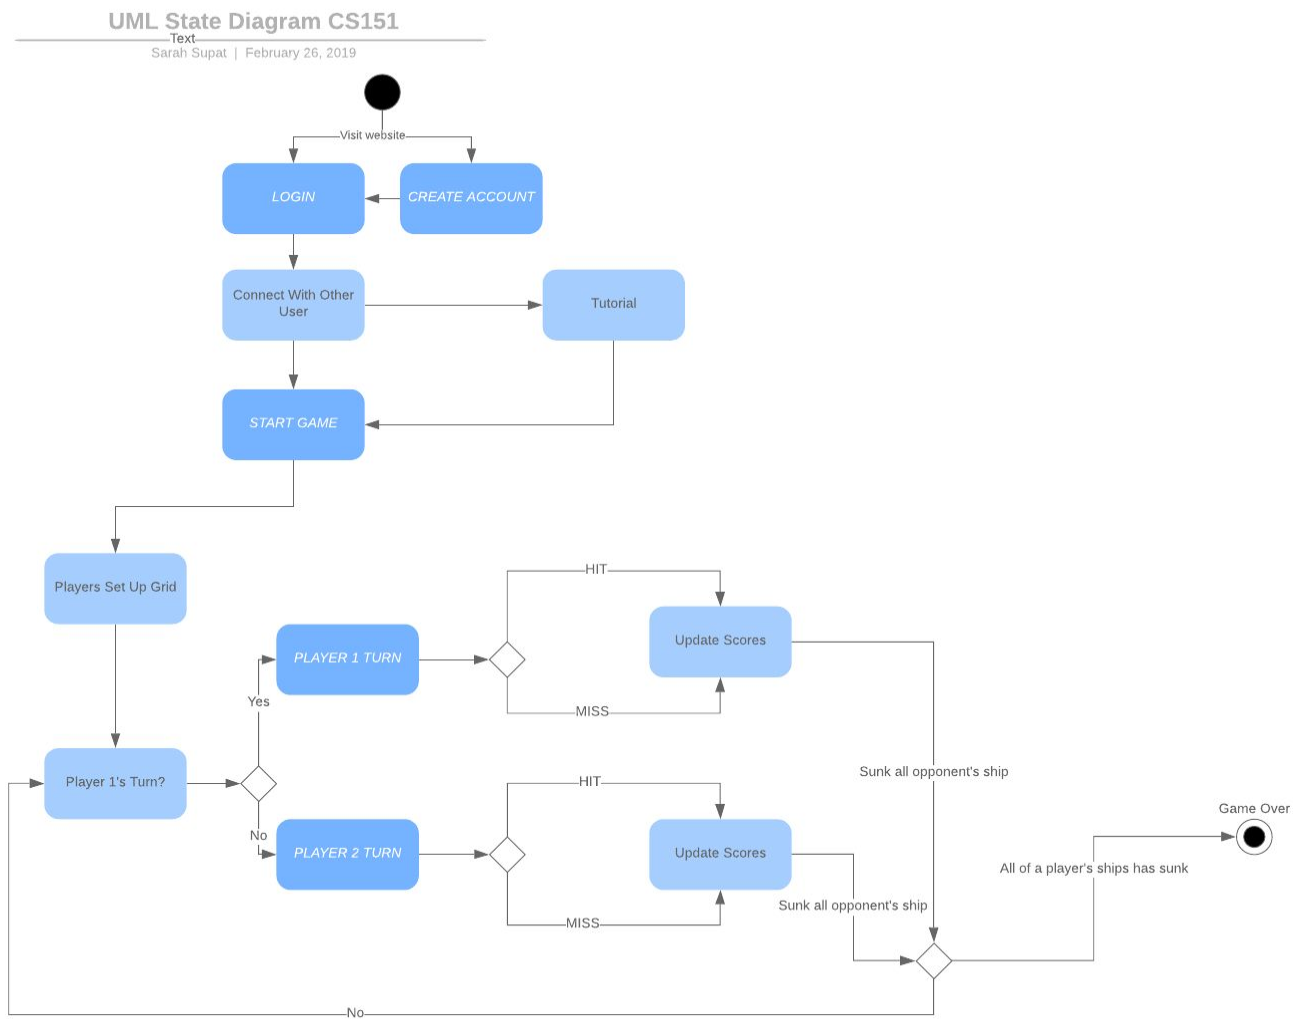 UML State Diagram CS151
Text
Sarah Supat | February 26, 2019
Visit website
LOGIN
CREATE ACCOUNT
Connect With Other
User
Tutorial
START GAME
Players Set Up Grid
HIT
Update Scores
PLAYER 1 TURN
Yes
MISS
Player 1's Turn?
Sunk all opponent's ship
HIT
Game Over
No
PLAYER 2 TURN
Update Scores
All of a player's ships has sunk
Sunk all opponent's ship
MISS
No